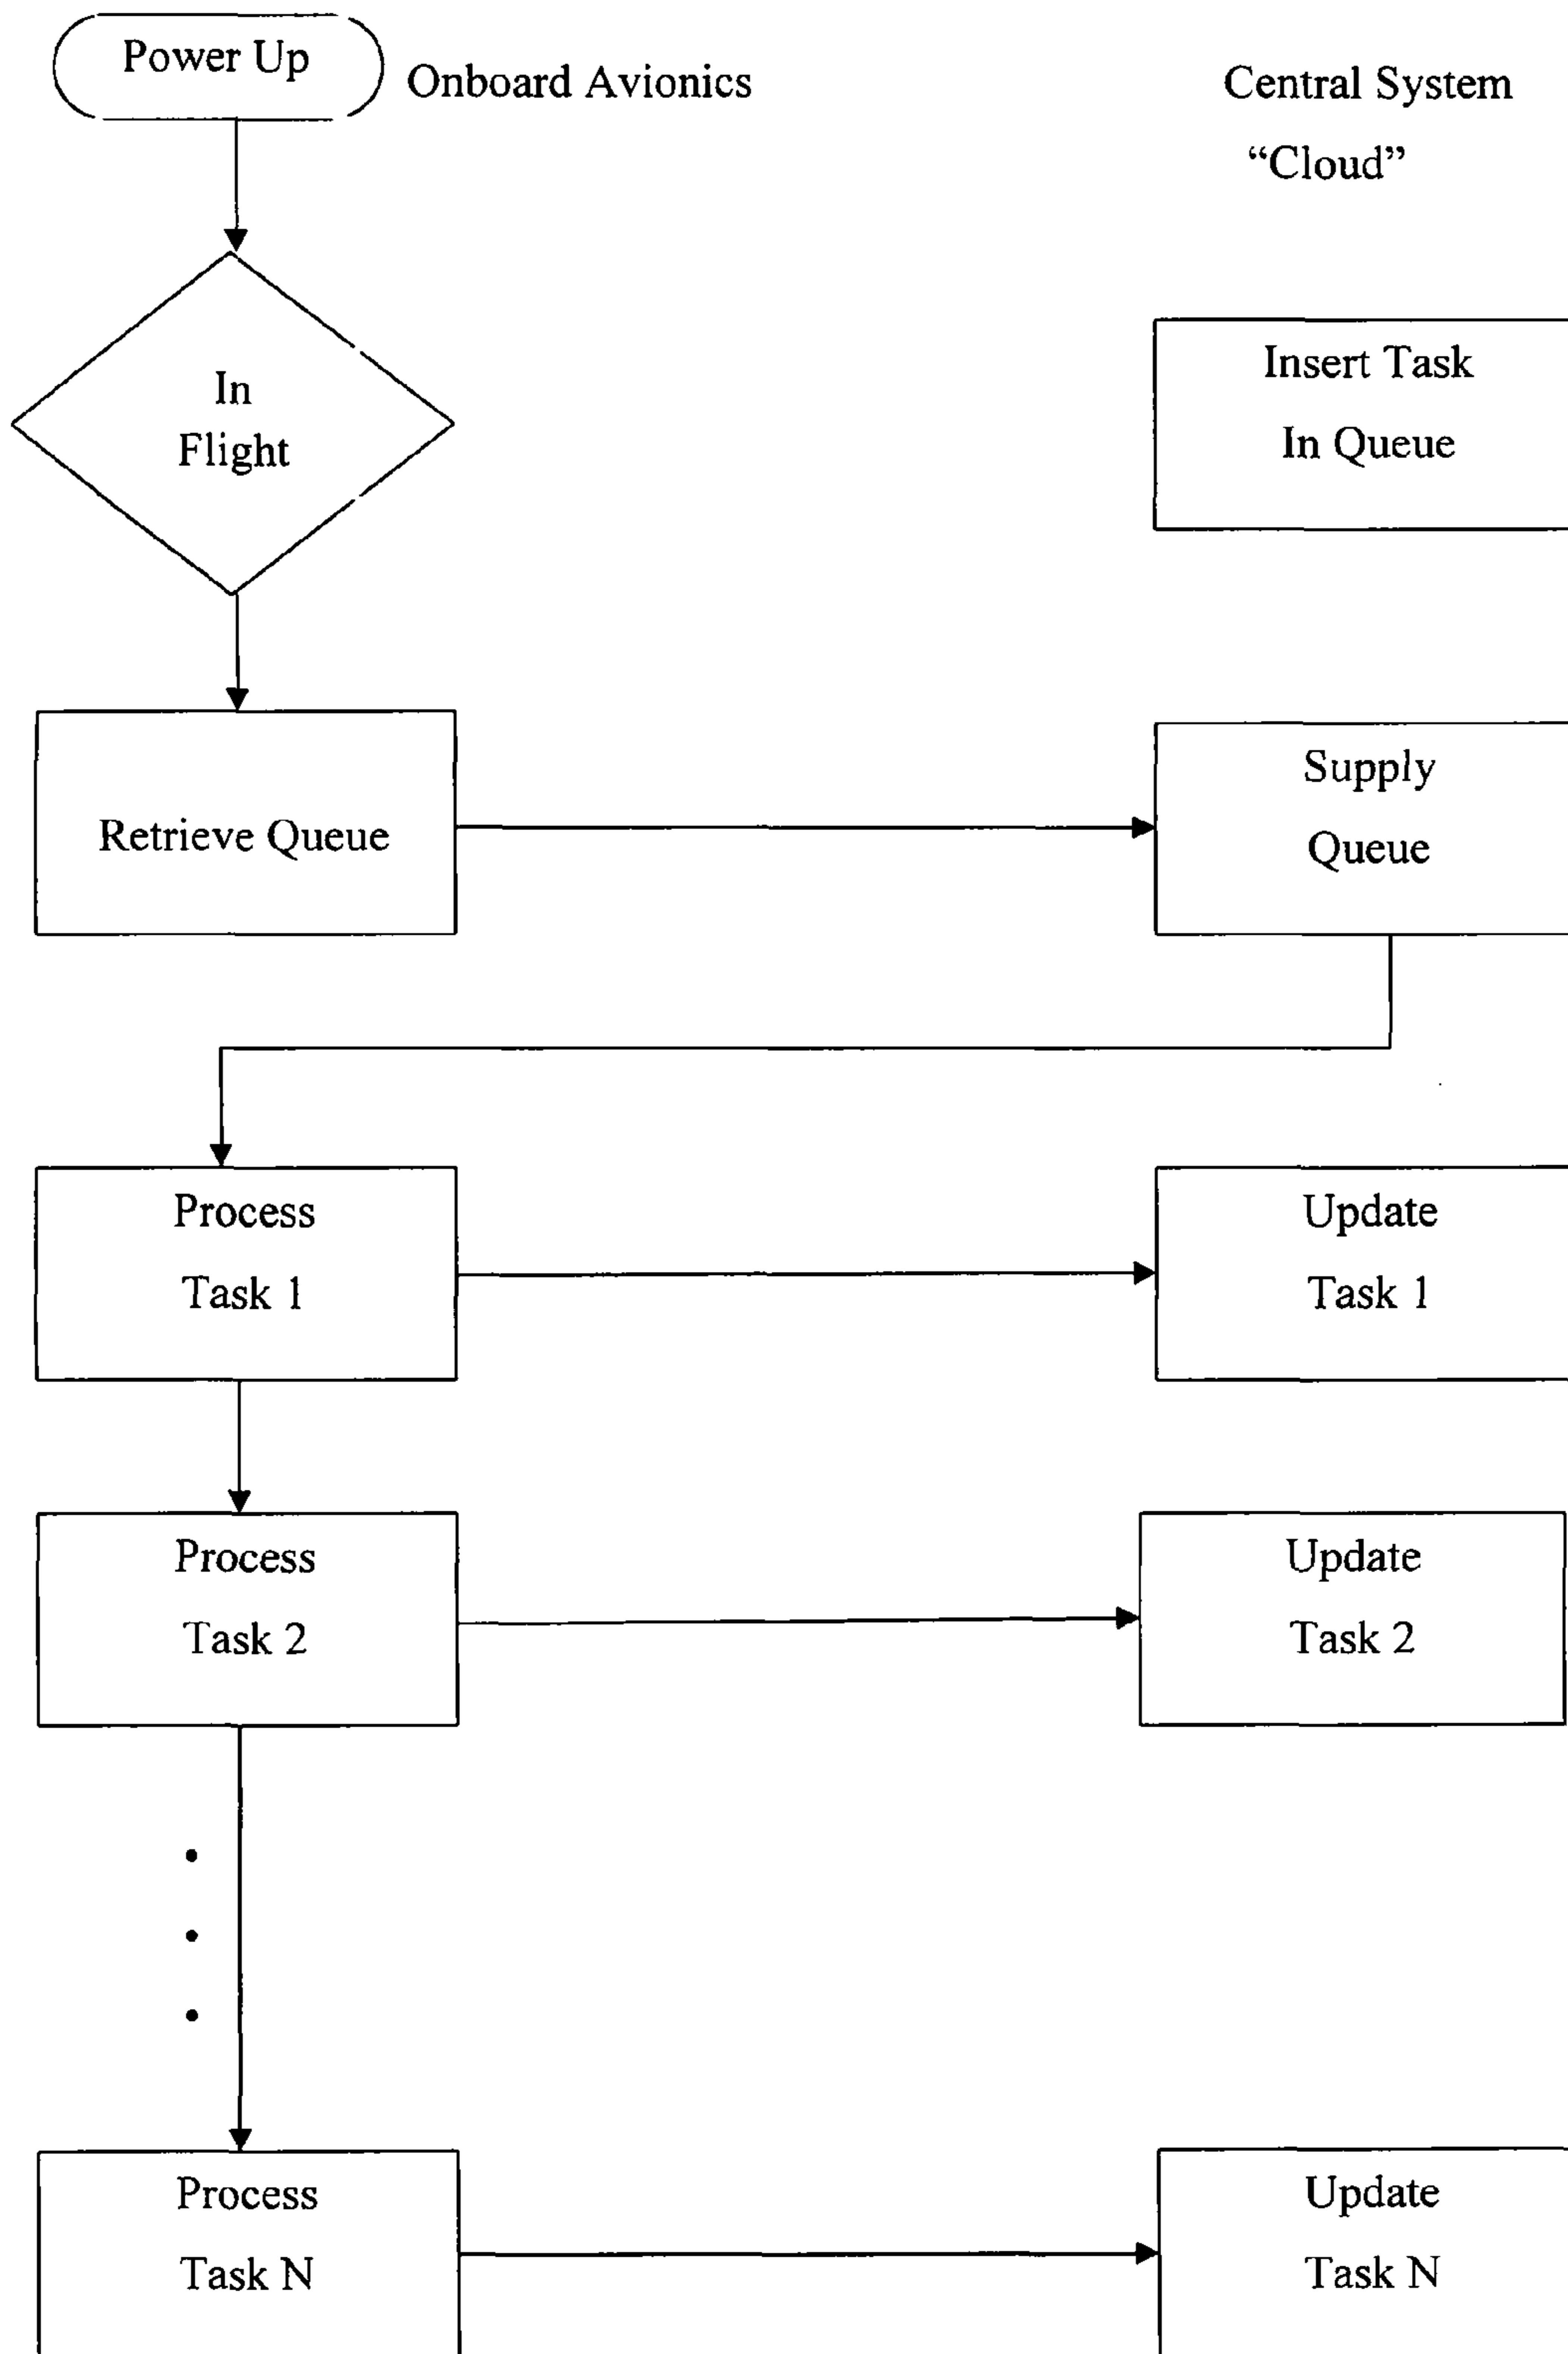 Power Up
Onboard Avionics
Central System
“Cloud”
In
Flight
Insert Task
In Queue
Retrieve Queue
Supply
Queue
Process
Task 1
Update
Task 1
Process
Task 2
Update
Task 2
Process
Task N
Update
Task N